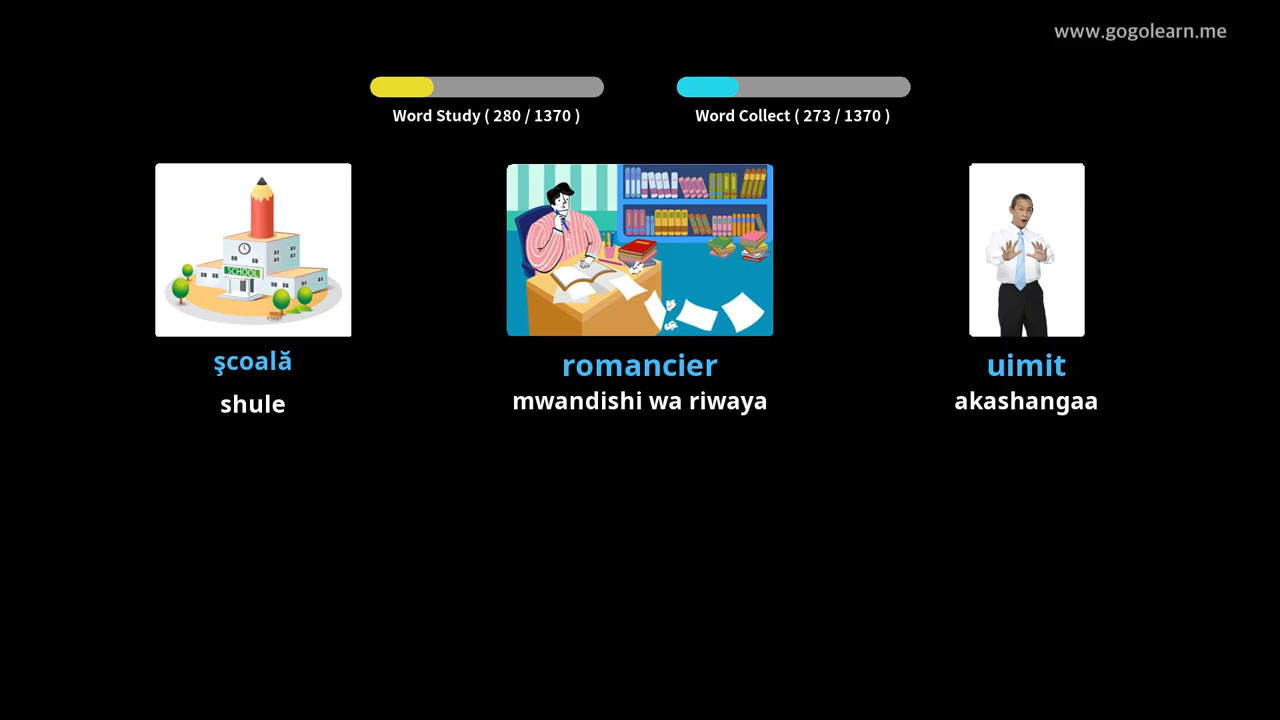 www.gogolearn.me
Word Study ( 280 / 1370 )
Word Collect ( 273 / 1370 )
SCHOOL
şcoală
shule
romancier
mwandishi wa riwaya
uimit
akashangaa